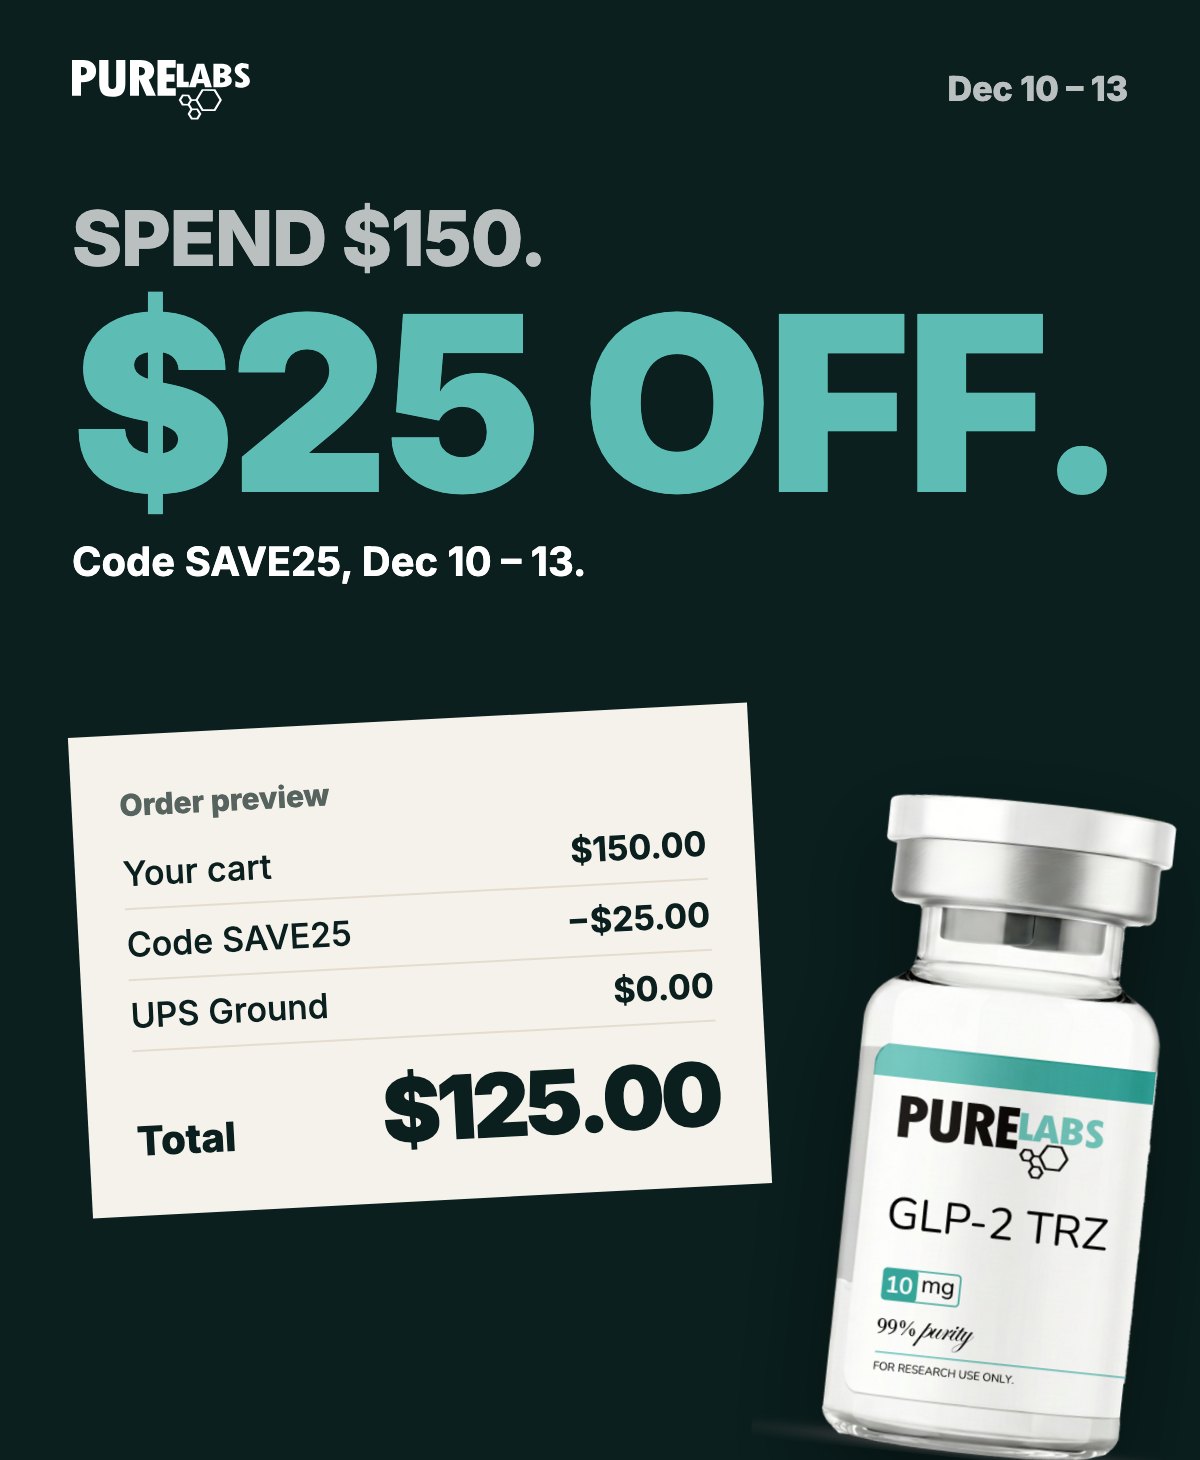 PURELABS
Dec 10 – 13
SPEND $150.
$25 OFF.
Code SAVE25, Dec 10 – 13.
Order preview
Your cart $150.00
Code SAVE25 –$25.00
UPS Ground $0.00
Total $125.00
PURELABS
GLP-2 TRZ
10 mg
99% purity
FOR RESEARCH USE ONLY.